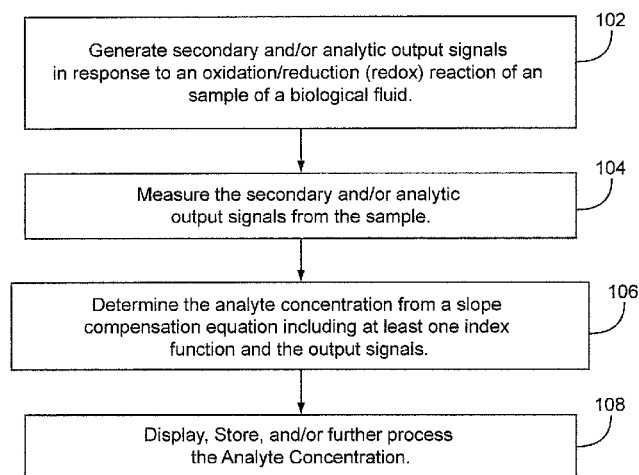 102
Generate secondary and/or analytic output signals
in response to an oxidation/reduction (redox) reaction of an
sample of a biological fluid.
104
Measure the secondary and/or analytic
output signals from the sample.
106
Determine the analyte concentration from a slope
compensation equation including at least one index
function and the output signals.
108
Display, Store, and/or further process
the Analyte Concentration.